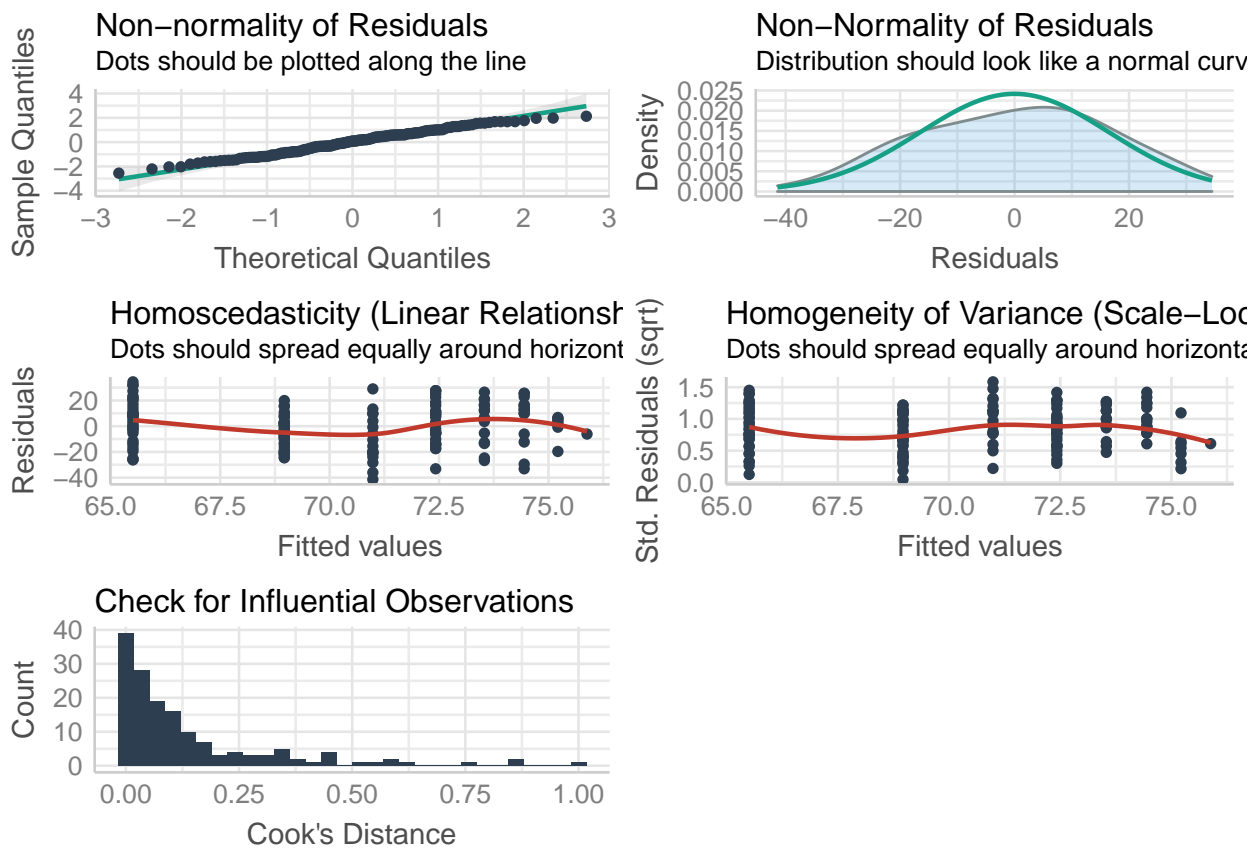 Non−normality of Residuals
Dots should be plotted along the line
Sample Quantiles
4
2
0
−2
−4
−3 −2 −1 0 1 2 3
Theoretical Quantiles
Non−Normality of Residuals
Distribution should look like a normal curv
Density
0.025
0.020
0.015
0.010
0.005
0.000
−40 −20 0 20
Residuals
Homoscedasticity (Linear Relationsh
Dots should spread equally around horizont
Residuals
20
0
−20
−40
65.0 67.5 70.0 72.5 75.0
Fitted values
Homogeneity of Variance (Scale−Loc
Dots should spread equally around horizonta
Std. Residuals (sqrt)
1.5
1.0
0.5
0.0
65.0 67.5 70.0 72.5 75.0
Fitted values
Check for Influential Observations
Count
40
30
20
10
0
0.00 0.25 0.50 0.75 1.00
Cook's Distance